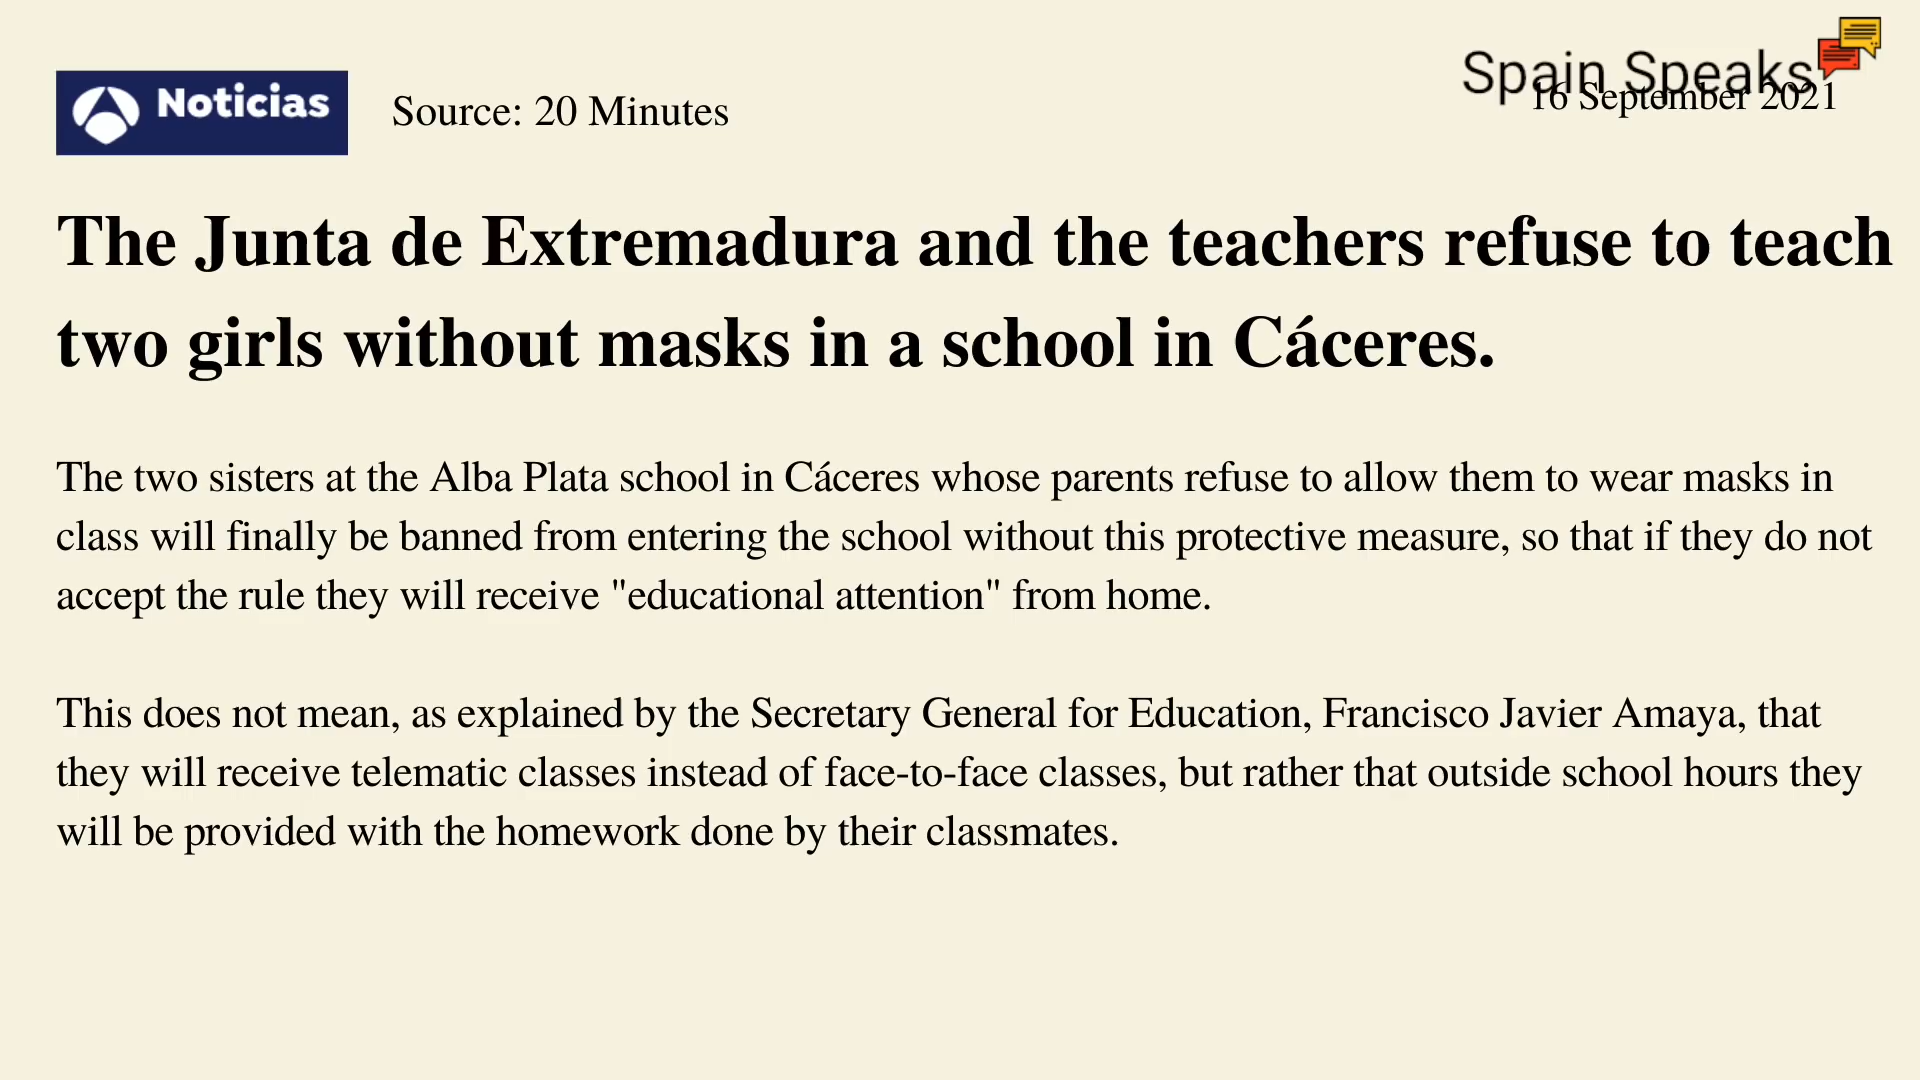 Noticias
Source: 20 Minutes
Spain Speaks
16 September 2021
The Junta de Extremadura and the teachers refuse to teach
two girls without masks in a school in Cáceres.
The two sisters at the Alba Plata school in Cáceres whose parents refuse to allow them to wear masks in
class will finally be banned from entering the school without this protective measure, so that if they do not
accept the rule they will receive "educational attention" from home.
This does not mean, as explained by the Secretary General for Education, Francisco Javier Amaya, that
they will receive telematic classes instead of face-to-face classes, but rather that outside school hours they
will be provided with the homework done by their classmates.